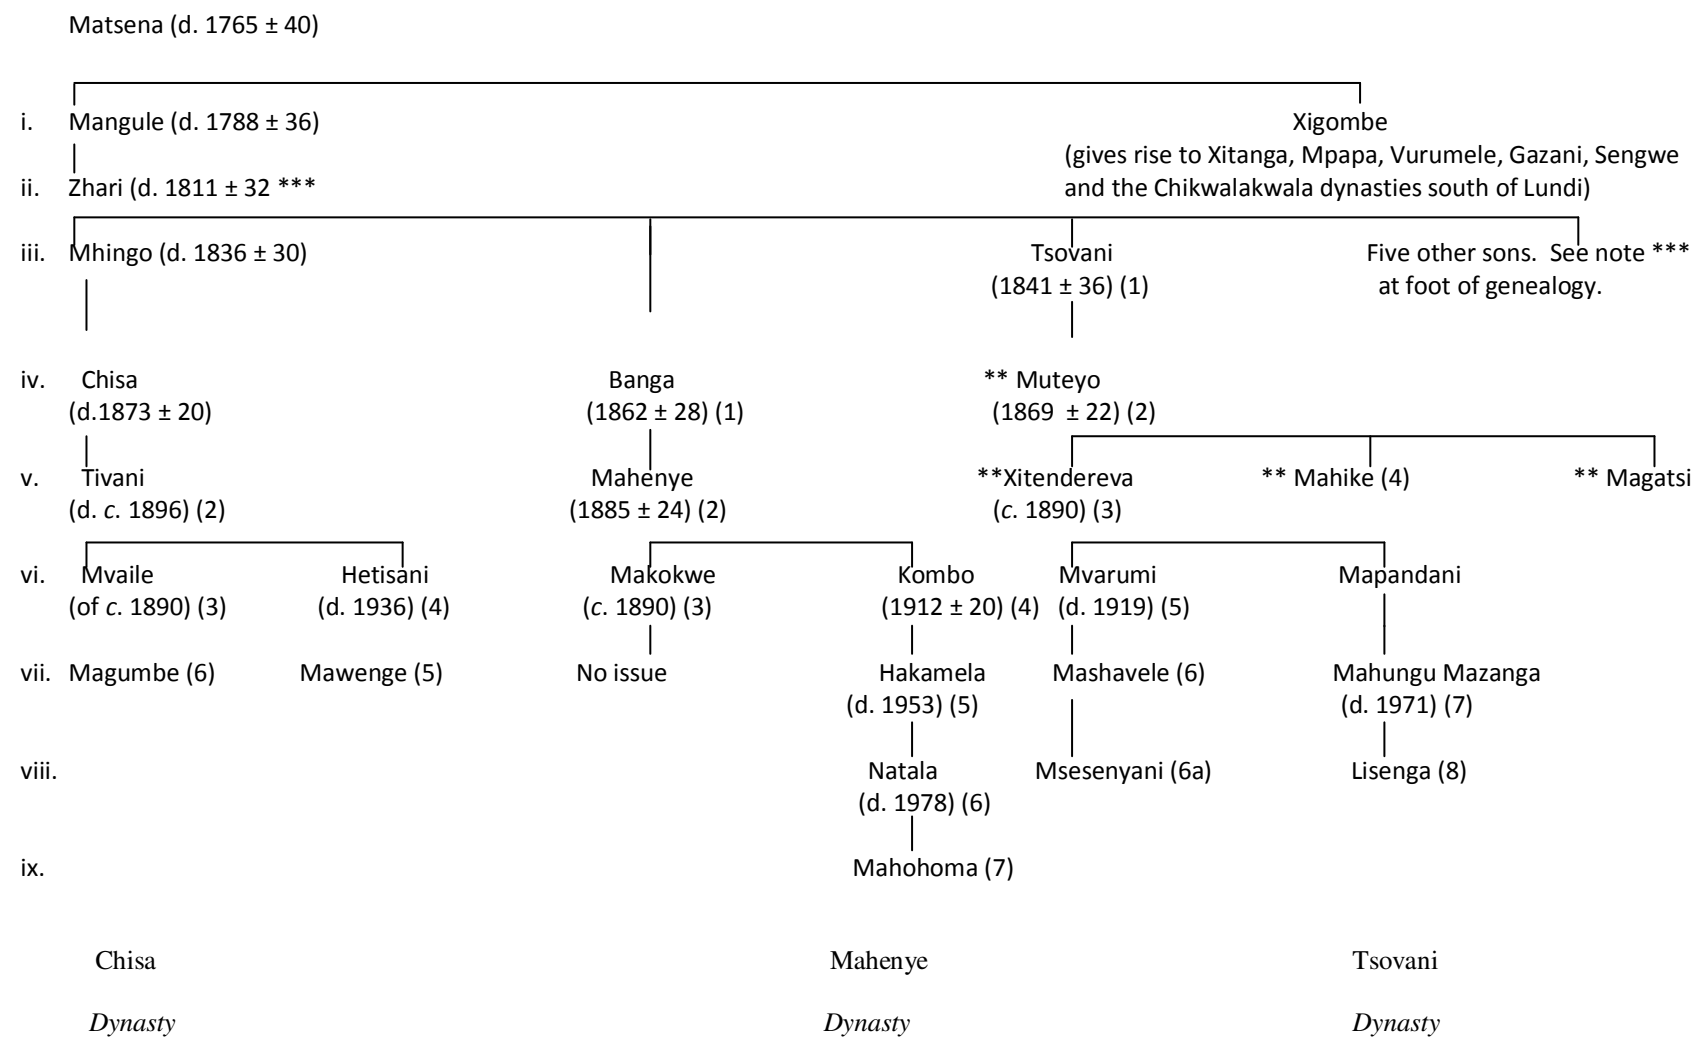 Matsena (d. 1765 ± 40)
i. Mangule (d. 1788 ± 36) Xigombe
(gives rise to Xitanga, Mpapa, Vurumele, Gazani, Sengwe
ii. Zhari (d. 1811 ± 32 *** and the Chikwalakwala dynasties south of Lundi)
iii. Mhingo (d. 1836 ± 30) Tsovani Five other sons. See note ***
(1841 ± 36) (1) at foot of genealogy.
iv. Chisa Banga ** Muteyo
(d.1873 ± 20) (1862 ± 28) (1) (1869 ± 22) (2)
v. Tivani Mahenye **Xitendereva ** Mahike (4) ** Magatsi
(d. c. 1896) (2) (1885 ± 24) (2) (c. 1890) (3)
vi. Mvaile Hetisani Makokwe Kombo Mvarumi Mapandani
(of c. 1890) (3) (d. 1936) (4) (c. 1890) (3) (1912 ± 20) (4) (d. 1919) (5)
vii. Magumbe (6) Mawenge (5) No issue Hakamela Mashavele (6) Mahungu Mazanga
(d. 1953) (5) (d. 1971) (7)
viii. Natala Msesenyani (6a) Lisenga (8)
(d. 1978) (6)
ix. Mahohoma (7)
Chisa Mahenye Tsovani
Dynasty Dynasty Dynasty